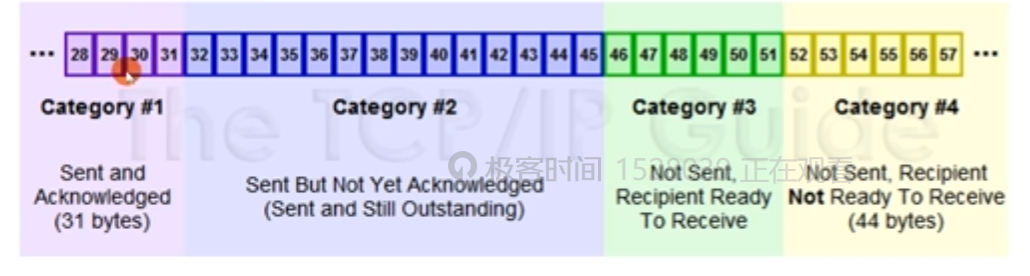 ... 28 29 30 31 32 33 34 35 36 37 38 39 40 41 42 43 44 45 46 47 48 49 50 51 52 53 54 55 56 57 ...
Category #1 Category #2 Category #3 Category #4
The TCP/IP Guide
极客时间 1528939 正在观看
Sent and
Acknowledged
(31 bytes)
Sent But Not Yet Acknowledged
(Sent and Still Outstanding)
Not Sent,
Recipient Ready
To Receive
Not Sent, Recipient
Not Ready To Receive
(44 bytes)